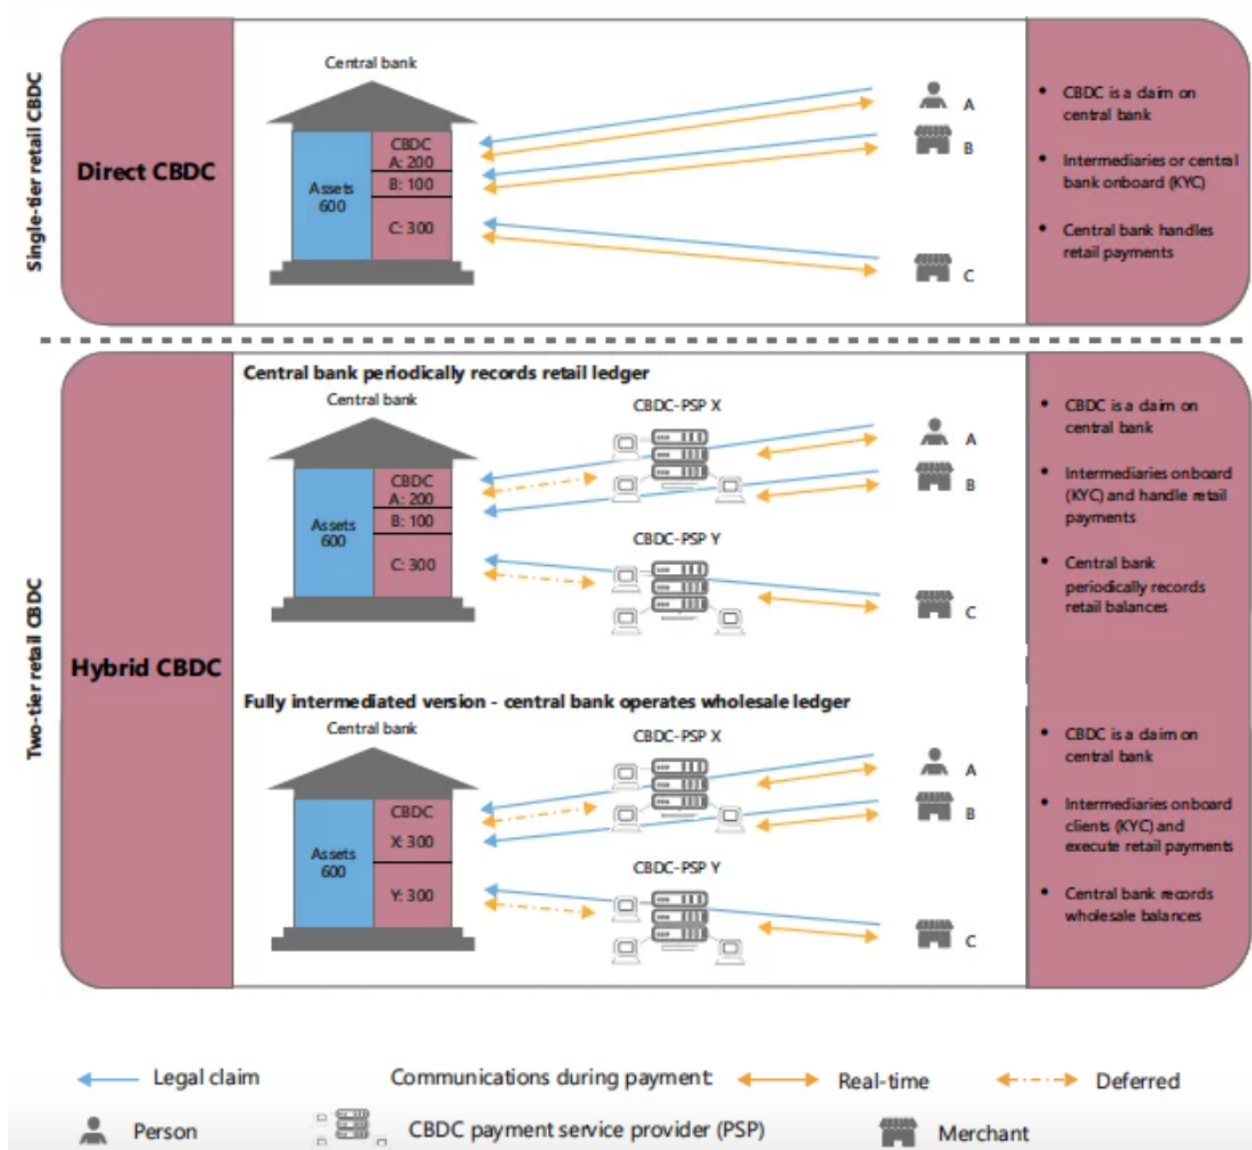 Single-tier retail CBDC
Direct CBDC
Central bank
Assets
600
CBDC
A: 200
B: 100
C: 300
A
B
C
• CBDC is a claim on
central bank
• Intermediaries or central
bank onboard (KYC)
• Central bank handles
retail payments
Two-tier retail CBDC
Hybrid CBDC
Central bank periodically records retail ledger
Central bank
Assets
600
CBDC
A: 200
B: 100
C: 300
CBDC-PSP X
CBDC-PSP Y
A
B
C
• CBDC is a claim on
central bank
• Intermediaries onboard
(KYC) and handle retail
payments
• Central bank
periodically records
retail balances
Fully intermediated version - central bank operates wholesale ledger
Central bank
Assets
600
CBDC
X: 300
Y: 300
CBDC-PSP X
CBDC-PSP Y
A
B
C
• CBDC is a claim on
central bank
• Intermediaries onboard
clients (KYC) and
execute retail payments
• Central bank records
wholesale balances
Legal claim
Communications during payment:
Real-time
Deferred
Person
CBDC payment service provider (PSP)
Merchant